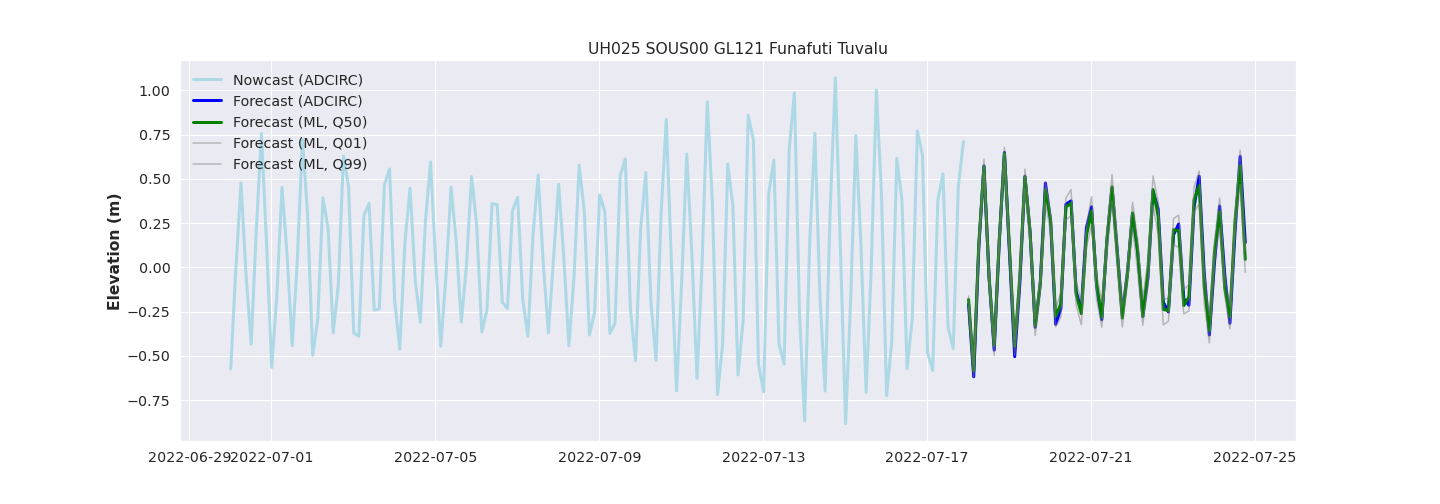 UH025 SOUS00 GL121 Funafuti Tuvalu
Nowcast (ADCIRC)
Forecast (ADCIRC)
Forecast (ML, Q50)
Forecast (ML, Q01)
Forecast (ML, Q99)
Elevation (m)
1.00
0.75
0.50
0.25
0.00
−0.25
−0.50
−0.75
2022-06-29 2022-07-01 2022-07-05 2022-07-09 2022-07-13 2022-07-17 2022-07-21 2022-07-25